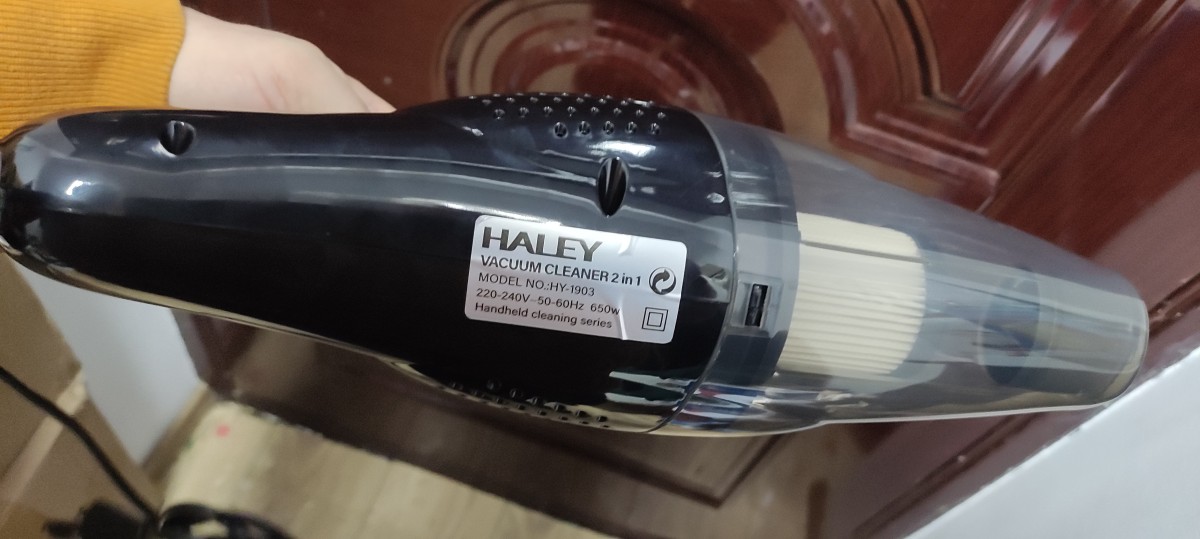 HALEY
VACUUM CLEANER 2 in 1
MODEL NO.:HY-1903
220-240V~50-60Hz 650w
Handheld cleaning series